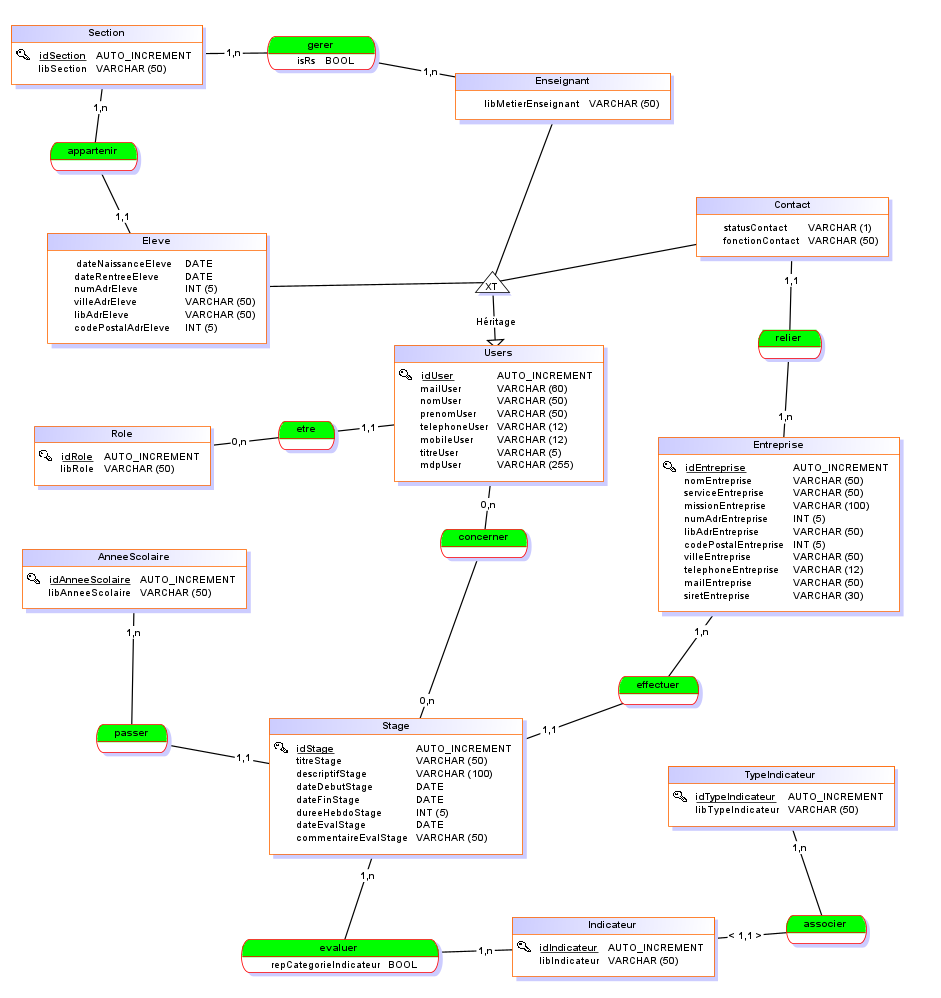 Section
idSection AUTO_INCREMENT
libSection VARCHAR (50)
1,n
gerer
isRs BOOL
1,n
Enseignant
libMetierEnseignant VARCHAR (50)
1,n
appartenir
1,1
Eleve
dateNaissanceEleve DATE
dateRentreeEleve DATE
numAdrEleve INT (5)
villeAdrEleve VARCHAR (50)
libAdrEleve VARCHAR (50)
codePostalAdrEleve INT (5)
Contact
statusContact VARCHAR (1)
fonctionContact VARCHAR (50)
XT
Héritage
1,1
relier
1,n
Users
idUser AUTO_INCREMENT
mailUser VARCHAR (60)
nomUser VARCHAR (50)
prenomUser VARCHAR (50)
telephoneUser VARCHAR (12)
mobileUser VARCHAR (12)
titreUser VARCHAR (5)
mdpUser VARCHAR (255)
Role
idRole AUTO_INCREMENT
libRole VARCHAR (50)
0,n
etre
1,1
Entreprise
idEntreprise AUTO_INCREMENT
nomEntreprise VARCHAR (50)
serviceEntreprise VARCHAR (50)
missionEntreprise VARCHAR (100)
numAdrEntreprise INT (5)
libAdrEntreprise VARCHAR (50)
codePostalEntreprise INT (5)
villeEntreprise VARCHAR (50)
telephoneEntreprise VARCHAR (12)
mailEntreprise VARCHAR (50)
siretEntreprise VARCHAR (30)
0,n
concerner
0,n
AnneeScolaire
idAnneeScolaire AUTO_INCREMENT
libAnneeScolaire VARCHAR (50)
1,n
passer
1,1
1,n
effectuer
1,1
Stage
idStage AUTO_INCREMENT
titreStage VARCHAR (50)
descriptifStage VARCHAR (100)
dateDebutStage DATE
dateFinStage DATE
dureeHebdoStage INT (5)
dateEvalStage DATE
commentaireEvalStage VARCHAR (50)
TypeIndicateur
idTypeIndicateur AUTO_INCREMENT
libTypeIndicateur VARCHAR (50)
1,n
associer
< 1,1 >
1,n
evaluer
repCategorieIndicateur BOOL
1,n
Indicateur
idIndicateur AUTO_INCREMENT
libIndicateur VARCHAR (50)